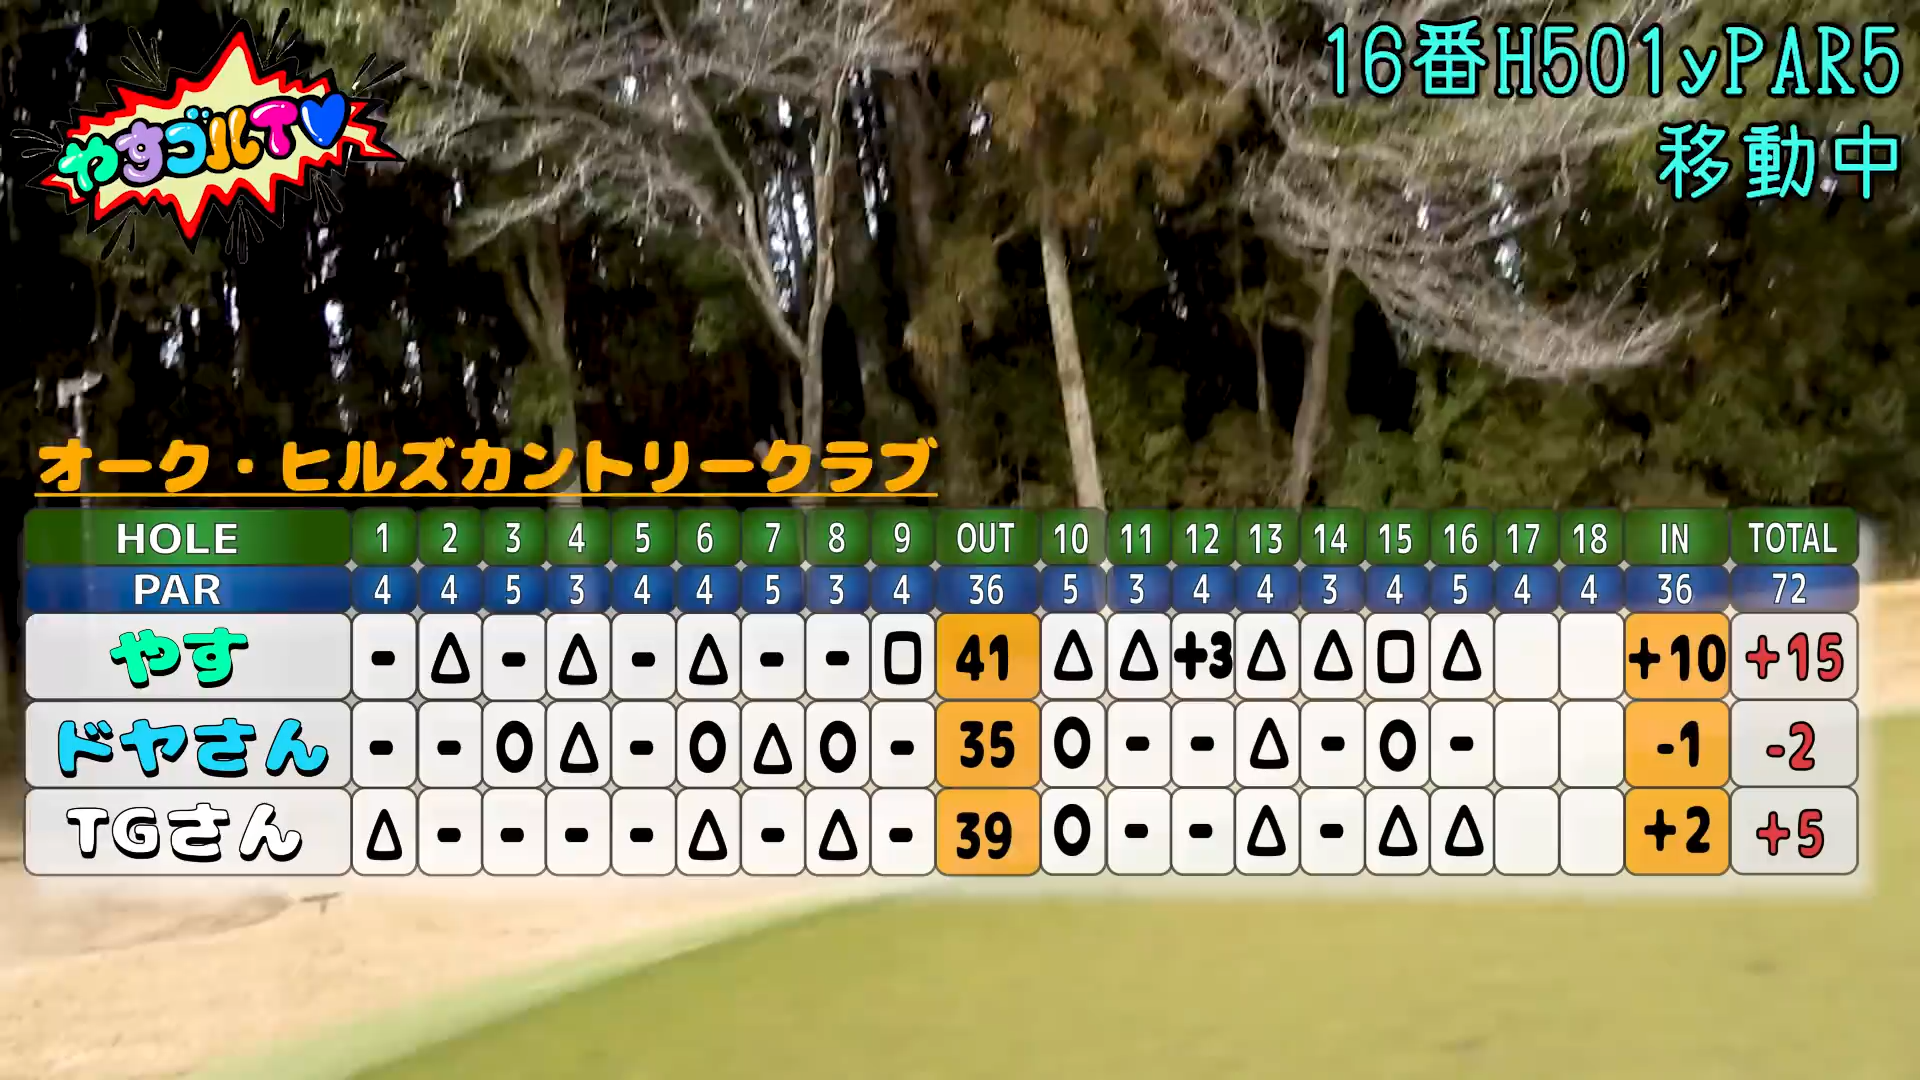 やすゴルTV
16番H501yPAR5
移動中
オーク・ヒルズカントリークラブ
HOLE 1 2 3 4 5 6 7 8 9 OUT 10 11 12 13 14 15 16 17 18 IN TOTAL
PAR 4 4 5 3 4 4 5 3 4 36 5 3 4 4 3 4 5 4 4 36 72
やす - △ - △ - △ - - □ 41 △ △ +3 △ △ □ △ +10 +15
ドヤさん - - ○ △ - ○ △ ○ - 35 ○ - - △ - ○ - -1 -2
TGさん △ - - - - △ - △ - 39 ○ - - △ - △ △ +2 +5